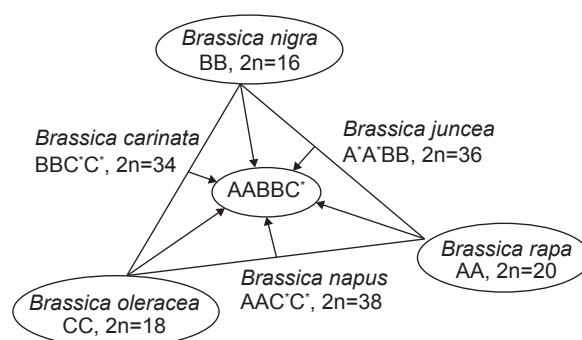 Brassica nigra
BB, 2n=16
Brassica carinata
BBC*C*, 2n=34
Brassica juncea
A*A*BB, 2n=36
AABBC*
Brassica rapa
AA, 2n=20
Brassica napus
AAC*C*, 2n=38
Brassica oleracea
CC, 2n=18